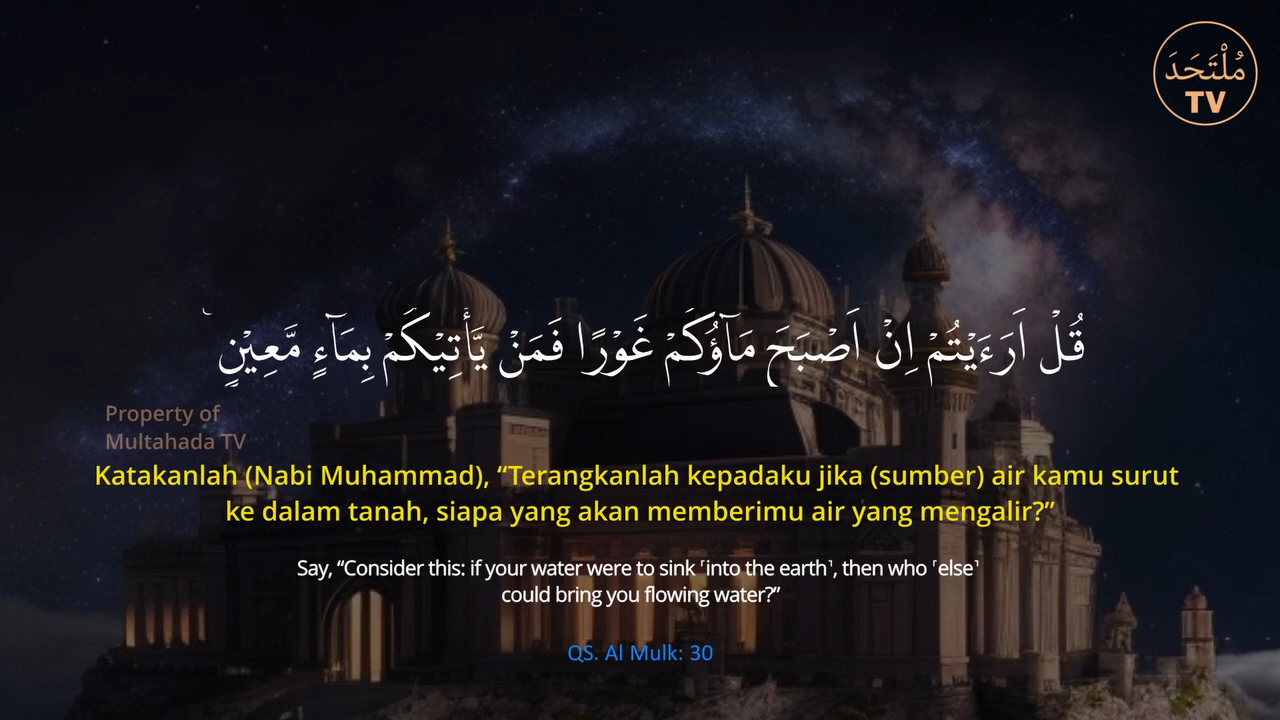 مُلْتَحَدَ
TV
قُلْ اَرَءَيْتُمْ اِنْ اَصْبَحَ مَاۤؤُكُمْ غَوْرًا فَمَنْ يَّأْتِيْكُمْ بِمَاۤءٍ مَّعِيْنٍ ࣖ
Property of
Multahada TV
Katakanlah (Nabi Muhammad), “Terangkanlah kepadaku jika (sumber) air kamu surut
ke dalam tanah, siapa yang akan memberimu air yang mengalir?”
Say, “Consider this: if your water were to sink ˹into the earth˺, then who ˹else˺
could bring you flowing water?”
QS. Al Mulk: 30